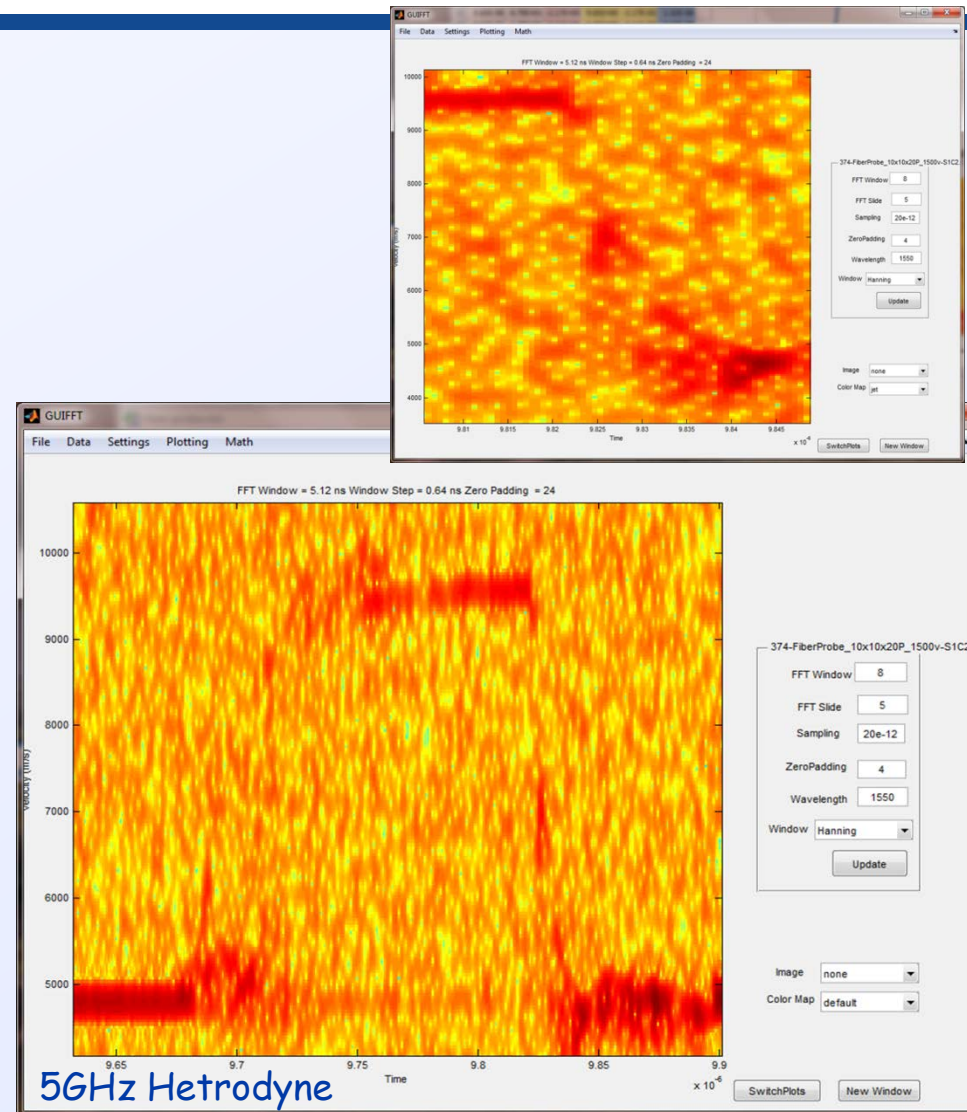 GUIFFT
File Data Settings Plotting Math
FFT Window = 5.12 ns Window Step = 0.64 ns Zero Padding = 24
10000
9000
8000
7000
6000
5000
4000
Velocity (m/s)
9.81 9.815 9.82 9.825 9.83 9.835 9.84 9.845
Time
x 10
374-FiberProbe_10x10x20P_1500v-S1C2
FFT Window 8
FFT Slide 5
Sampling 20e-12
ZeroPadding 4
Wavelength 1550
Window Hanning
Update
Image none
Color Map jet
SwitchPlots New Window
GUIFFT
File Data Settings Plotting Math
FFT Window = 5.12 ns Window Step = 0.64 ns Zero Padding = 24
10000
9000
8000
7000
6000
5000
Velocity (m/s)
9.65 9.7 9.75 9.8 9.85 9.9
Time
x 10-6
5GHz Hetrodyne
374-FiberProbe_10x10x20P_1500v-S1C2
FFT Window 8
FFT Slide 5
Sampling 20e-12
ZeroPadding 4
Wavelength 1550
Window Hanning
Update
Image none
Color Map default
SwitchPlots New Window